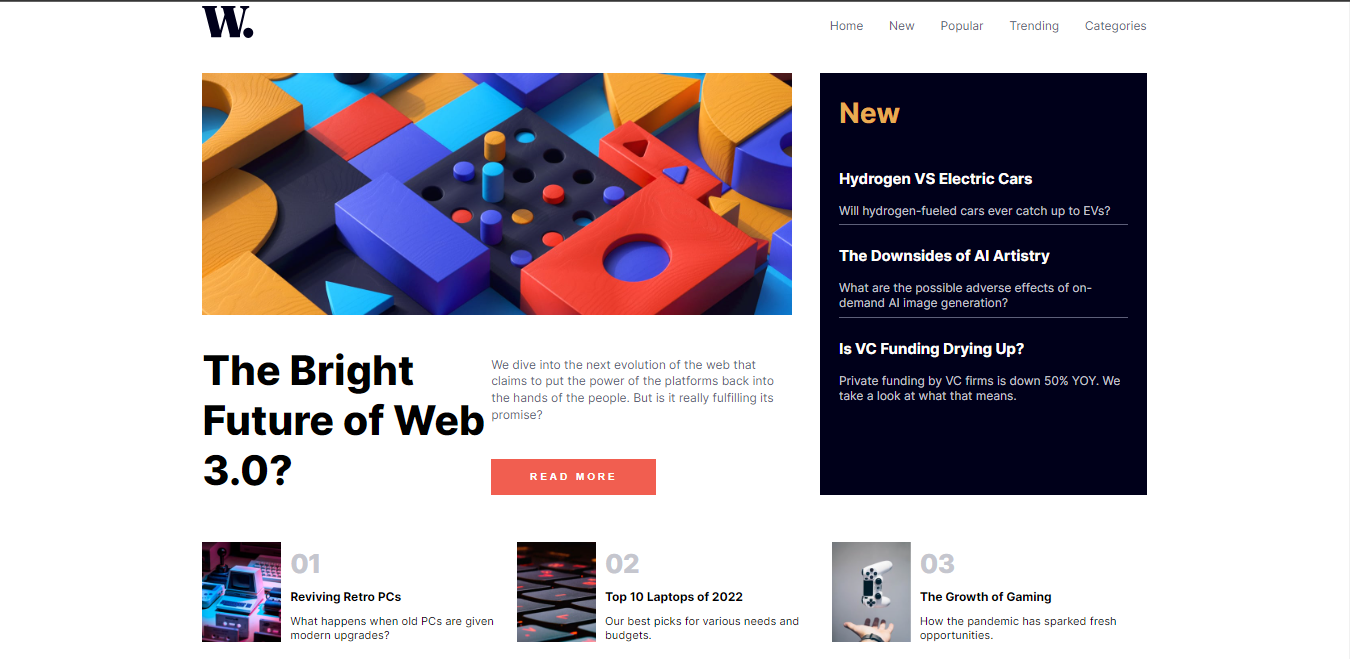 W.
Home New Popular Trending Categories
New
Hydrogen VS Electric Cars
Will hydrogen-fueled cars ever catch up to EVs?
The Downsides of AI Artistry
What are the possible adverse effects of on-
demand AI image generation?
Is VC Funding Drying Up?
Private funding by VC firms is down 50% YOY. We
take a look at what that means.
The Bright
Future of Web
3.0?
We dive into the next evolution of the web that
claims to put the power of the platforms back into
the hands of the people. But is it really fulfilling its
promise?
READ MORE
01
Reviving Retro PCs
What happens when old PCs are given
modern upgrades?
02
Top 10 Laptops of 2022
Our best picks for various needs and
budgets.
03
The Growth of Gaming
How the pandemic has sparked fresh
opportunities.